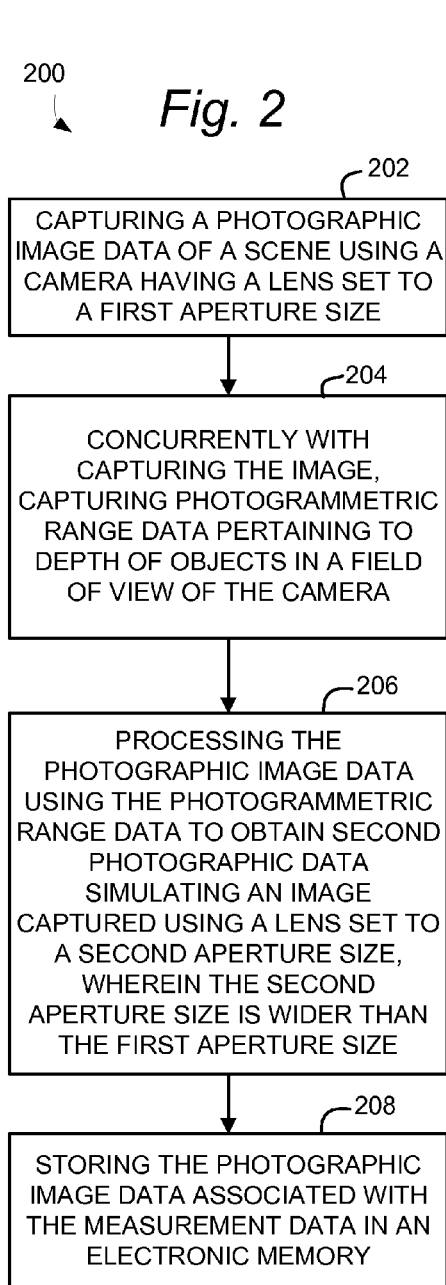 200
Fig. 2
202
CAPTURING A PHOTOGRAPHIC
IMAGE DATA OF A SCENE USING A
CAMERA HAVING A LENS SET TO
A FIRST APERTURE SIZE
204
CONCURRENTLY WITH
CAPTURING THE IMAGE,
CAPTURING PHOTOGRAMMETRIC
RANGE DATA PERTAINING TO
DEPTH OF OBJECTS IN A FIELD
OF VIEW OF THE CAMERA
206
PROCESSING THE
PHOTOGRAPHIC IMAGE DATA
USING THE PHOTOGRAMMETRIC
RANGE DATA TO OBTAIN SECOND
PHOTOGRAPHIC DATA
SIMULATING AN IMAGE
CAPTURED USING A LENS SET TO
A SECOND APERTURE SIZE,
WHEREIN THE SECOND
APERTURE SIZE IS WIDER THAN
THE FIRST APERTURE SIZE
208
STORING THE PHOTOGRAPHIC
IMAGE DATA ASSOCIATED WITH
THE MEASUREMENT DATA IN AN
ELECTRONIC MEMORY